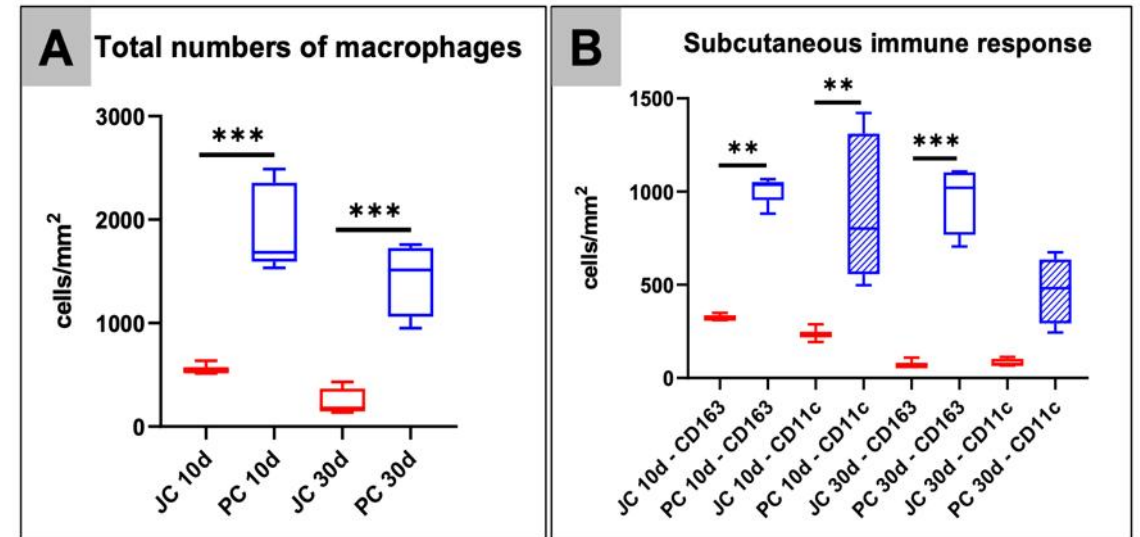 A
Total numbers of macrophages
3000
2000
1000
0
cells/mm²
***
***
JC 10d
PC 10d
JC 30d
PC 30d
B
Subcutaneous immune response
1500
1000
500
0
cells/mm²
**
**
***
JC 10d - CD163
PC 10d - CD163
JC 10d - CD11c
PC 10d - CD11c
JC 30d - CD163
PC 30d - CD163
JC 30d - CD11c
PC 30d - CD11c